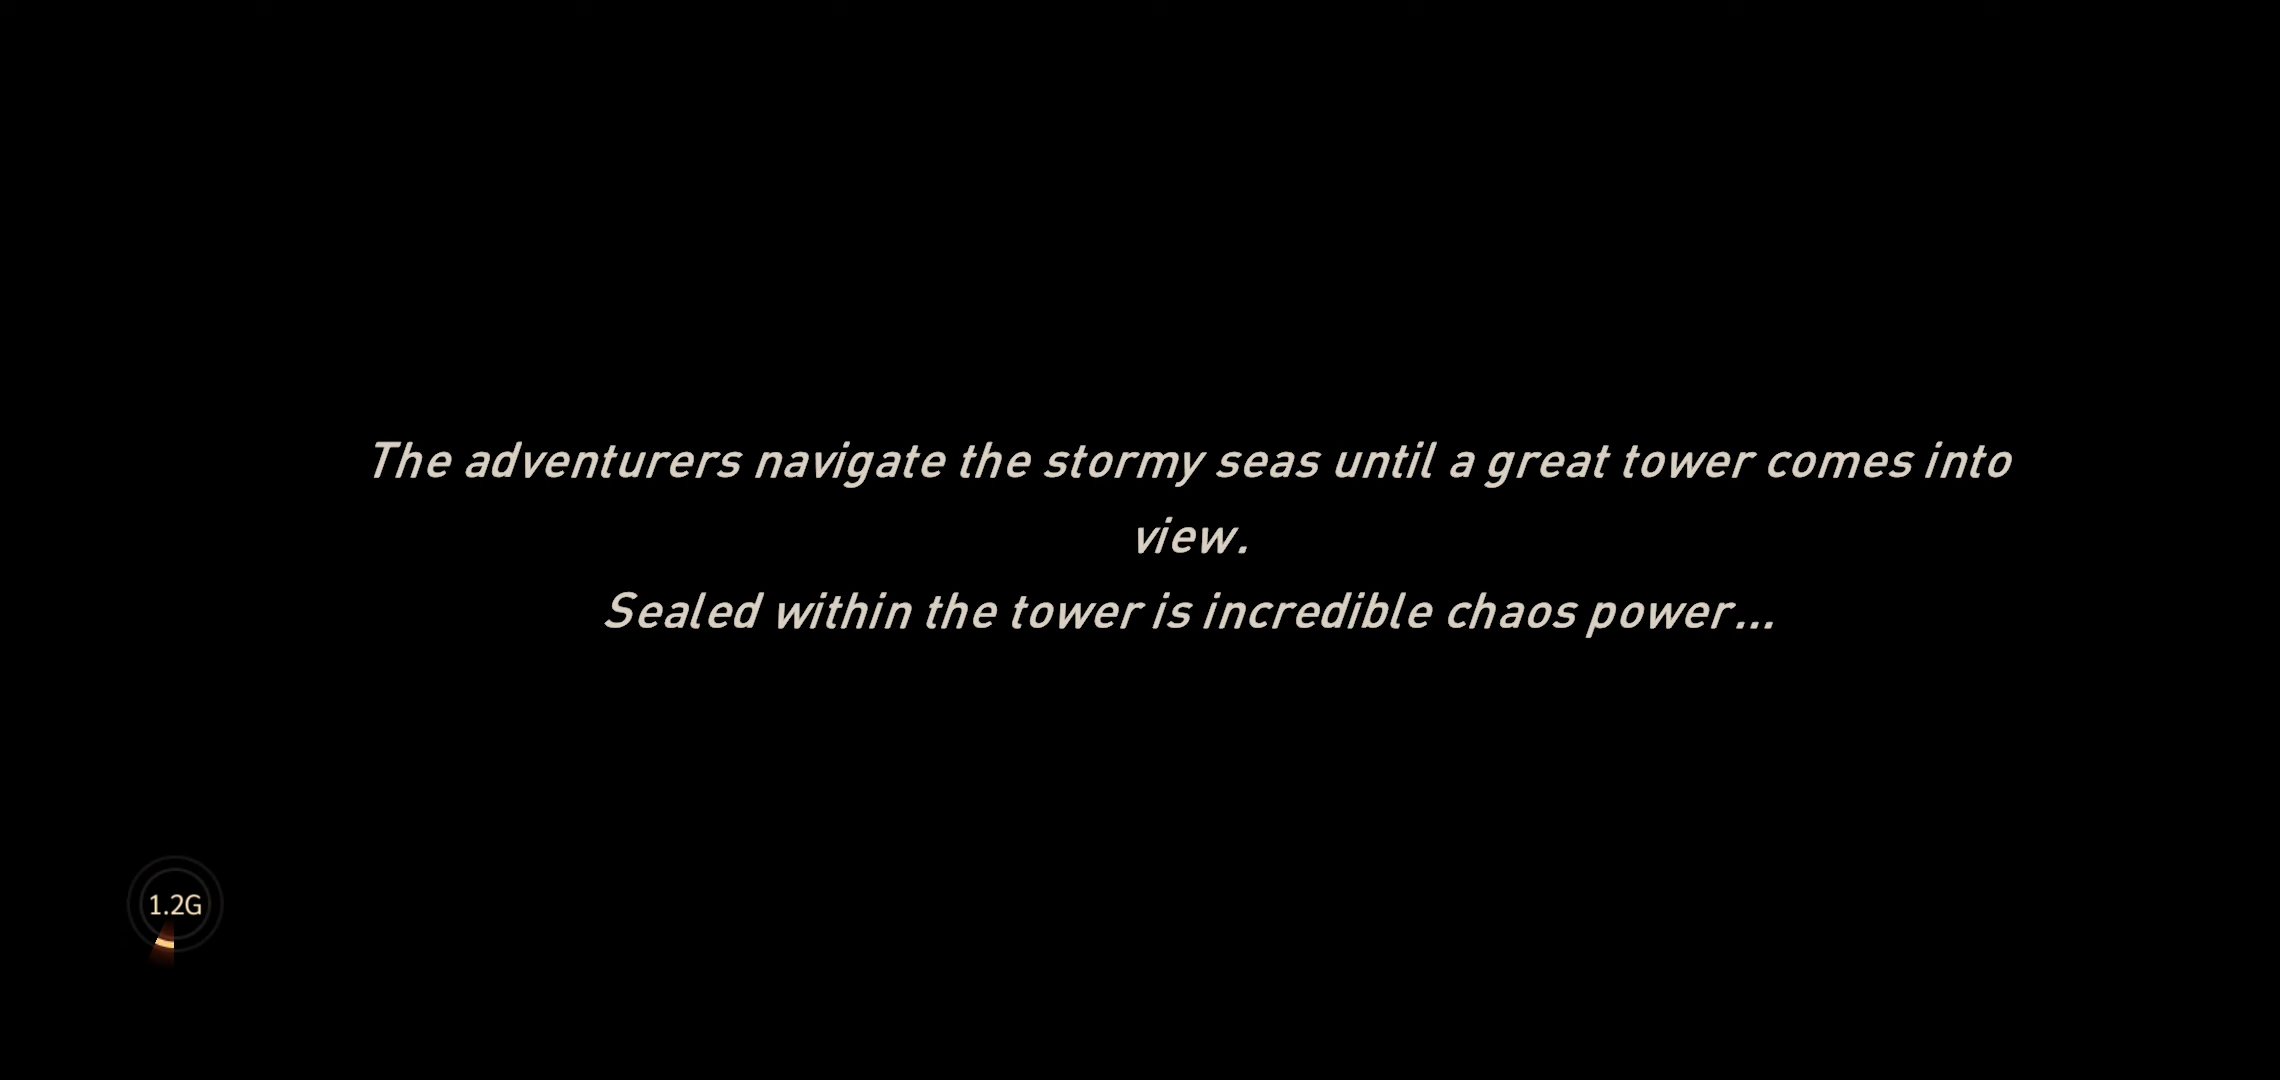 The adventurers navigate the stormy seas until a great tower comes into
view.
Sealed within the tower is incredible chaos power...
1.2G